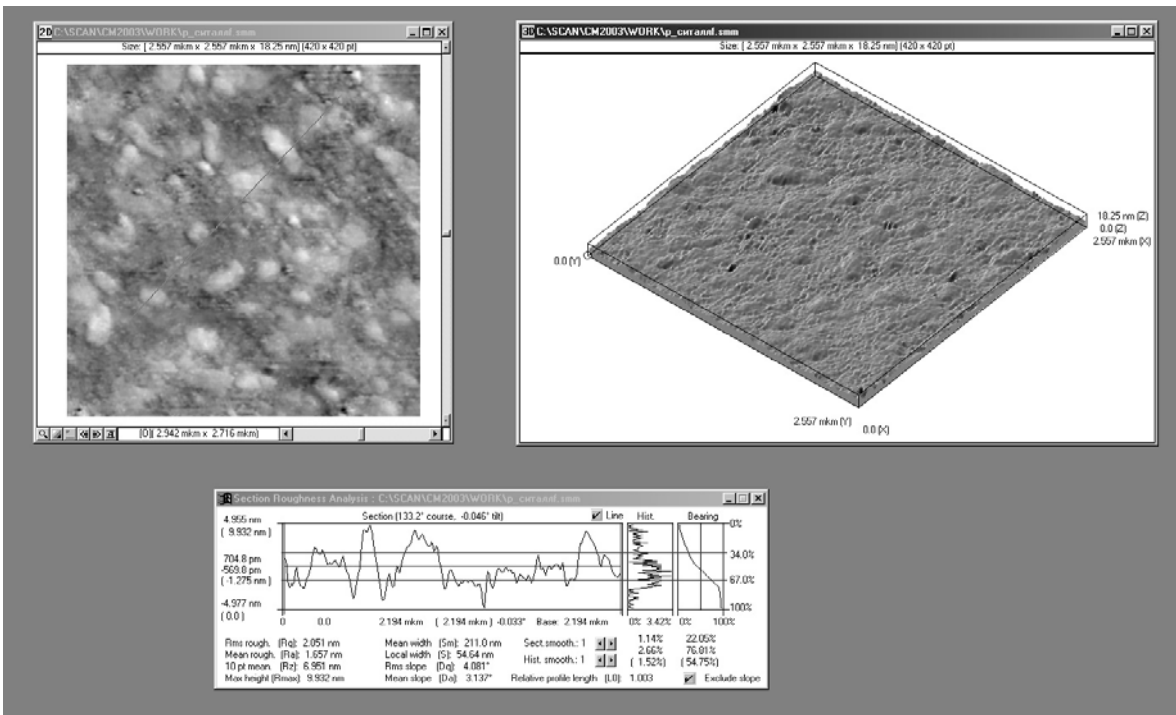 2D C:\SCAN\CM2003\WORK\р_ситаллf.smm
Size: [ 2.557 mkm x 2.557 mkm x 18.25 nm] (420 x 420 pt)
[O]( 2.942 mkm x 2.716 mkm)
3D C:\SCAN\CM2003\WORK\р_ситаллf.smm
Size: [ 2.557 mkm x 2.557 mkm x 18.25 nm] (420 x 420 pt)
18.25 nm (Z)
0.0 (Z)
2.557 mkm (X)
0.0 (Y)
2.557 mkm (Y)
0.0 (X)
Section Roughness Analysis : C:\SCAN\CM2003\WORK\р_ситаллf.smm
4.955 nm
( 9.932 nm )
704.8 pm
-569.8 pm
( -1.275 nm )
-4.977 nm
( 0.0 )
Section (133.2° course, -0.046° tilt)
Line
Hist.
Bearing
0%
34.0%
67.0%
100%
0 0.0 2.194 mkm ( 2.194 mkm ) -0.033° Base: 2.194 mkm
0% 3.42%
0% 100%
Rms rough. (Rq): 2.051 nm
Mean rough. (Ra): 1.657 nm
10 pt mean. (Rz): 6.951 nm
Max height (Rmax): 9.932 nm
Mean width (Sm): 211.0 nm
Local width (S): 54.64 nm
Rms slope (Dq): 4.081°
Mean slope (Da): 3.137°
Sect.smooth.: 1
Hist. smooth.: 1
Relative profile length (L0): 1.003
1.14% 22.05%
2.66% 76.81%
( 1.52%) ( 54.75%)
Exclude slope